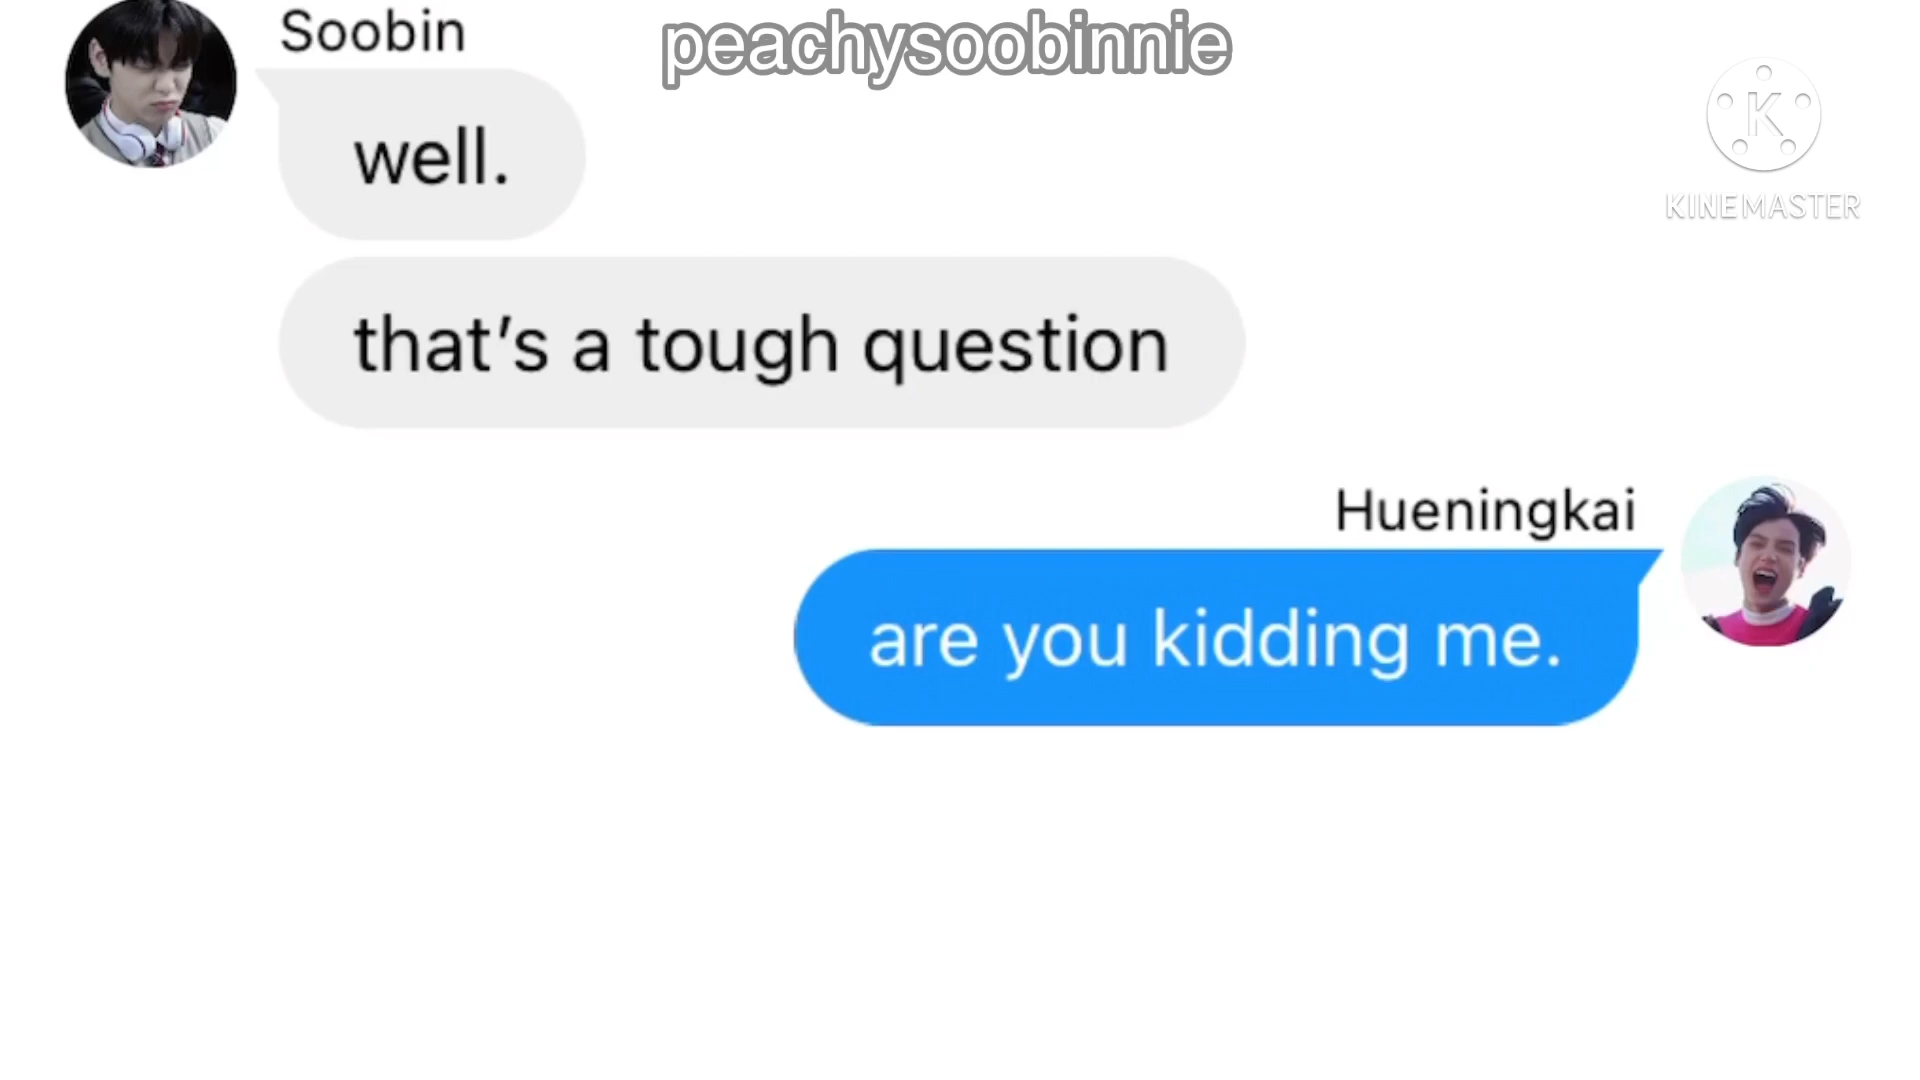 Soobin
peachysoobinnie
well.
K
KINEMASTER
that's a tough question
Hueningkai
are you kidding me.